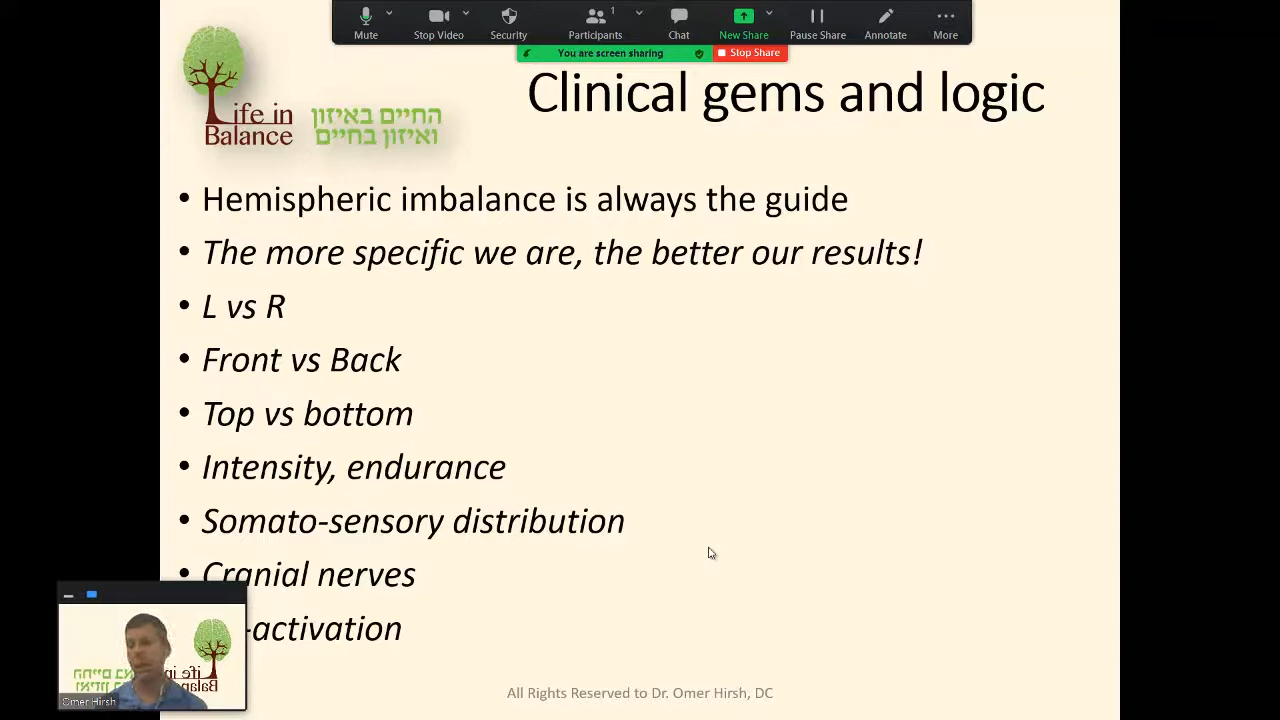 Mute
Stop Video
Security
1
Participants
Chat
New Share
Pause Share
Annotate
More
You are screen sharing
Stop Share
Life in
Balance
החיים באיזון
ואיזון בחיים
Clinical gems and logic
• Hemispheric imbalance is always the guide
• The more specific we are, the better our results!
• L vs R
• Front vs Back
• Top vs bottom
• Intensity, endurance
• Somato-sensory distribution
• Cranial nerves
-activation
Omer Hirsh
All Rights Reserved to Dr. Omer Hirsh, DC